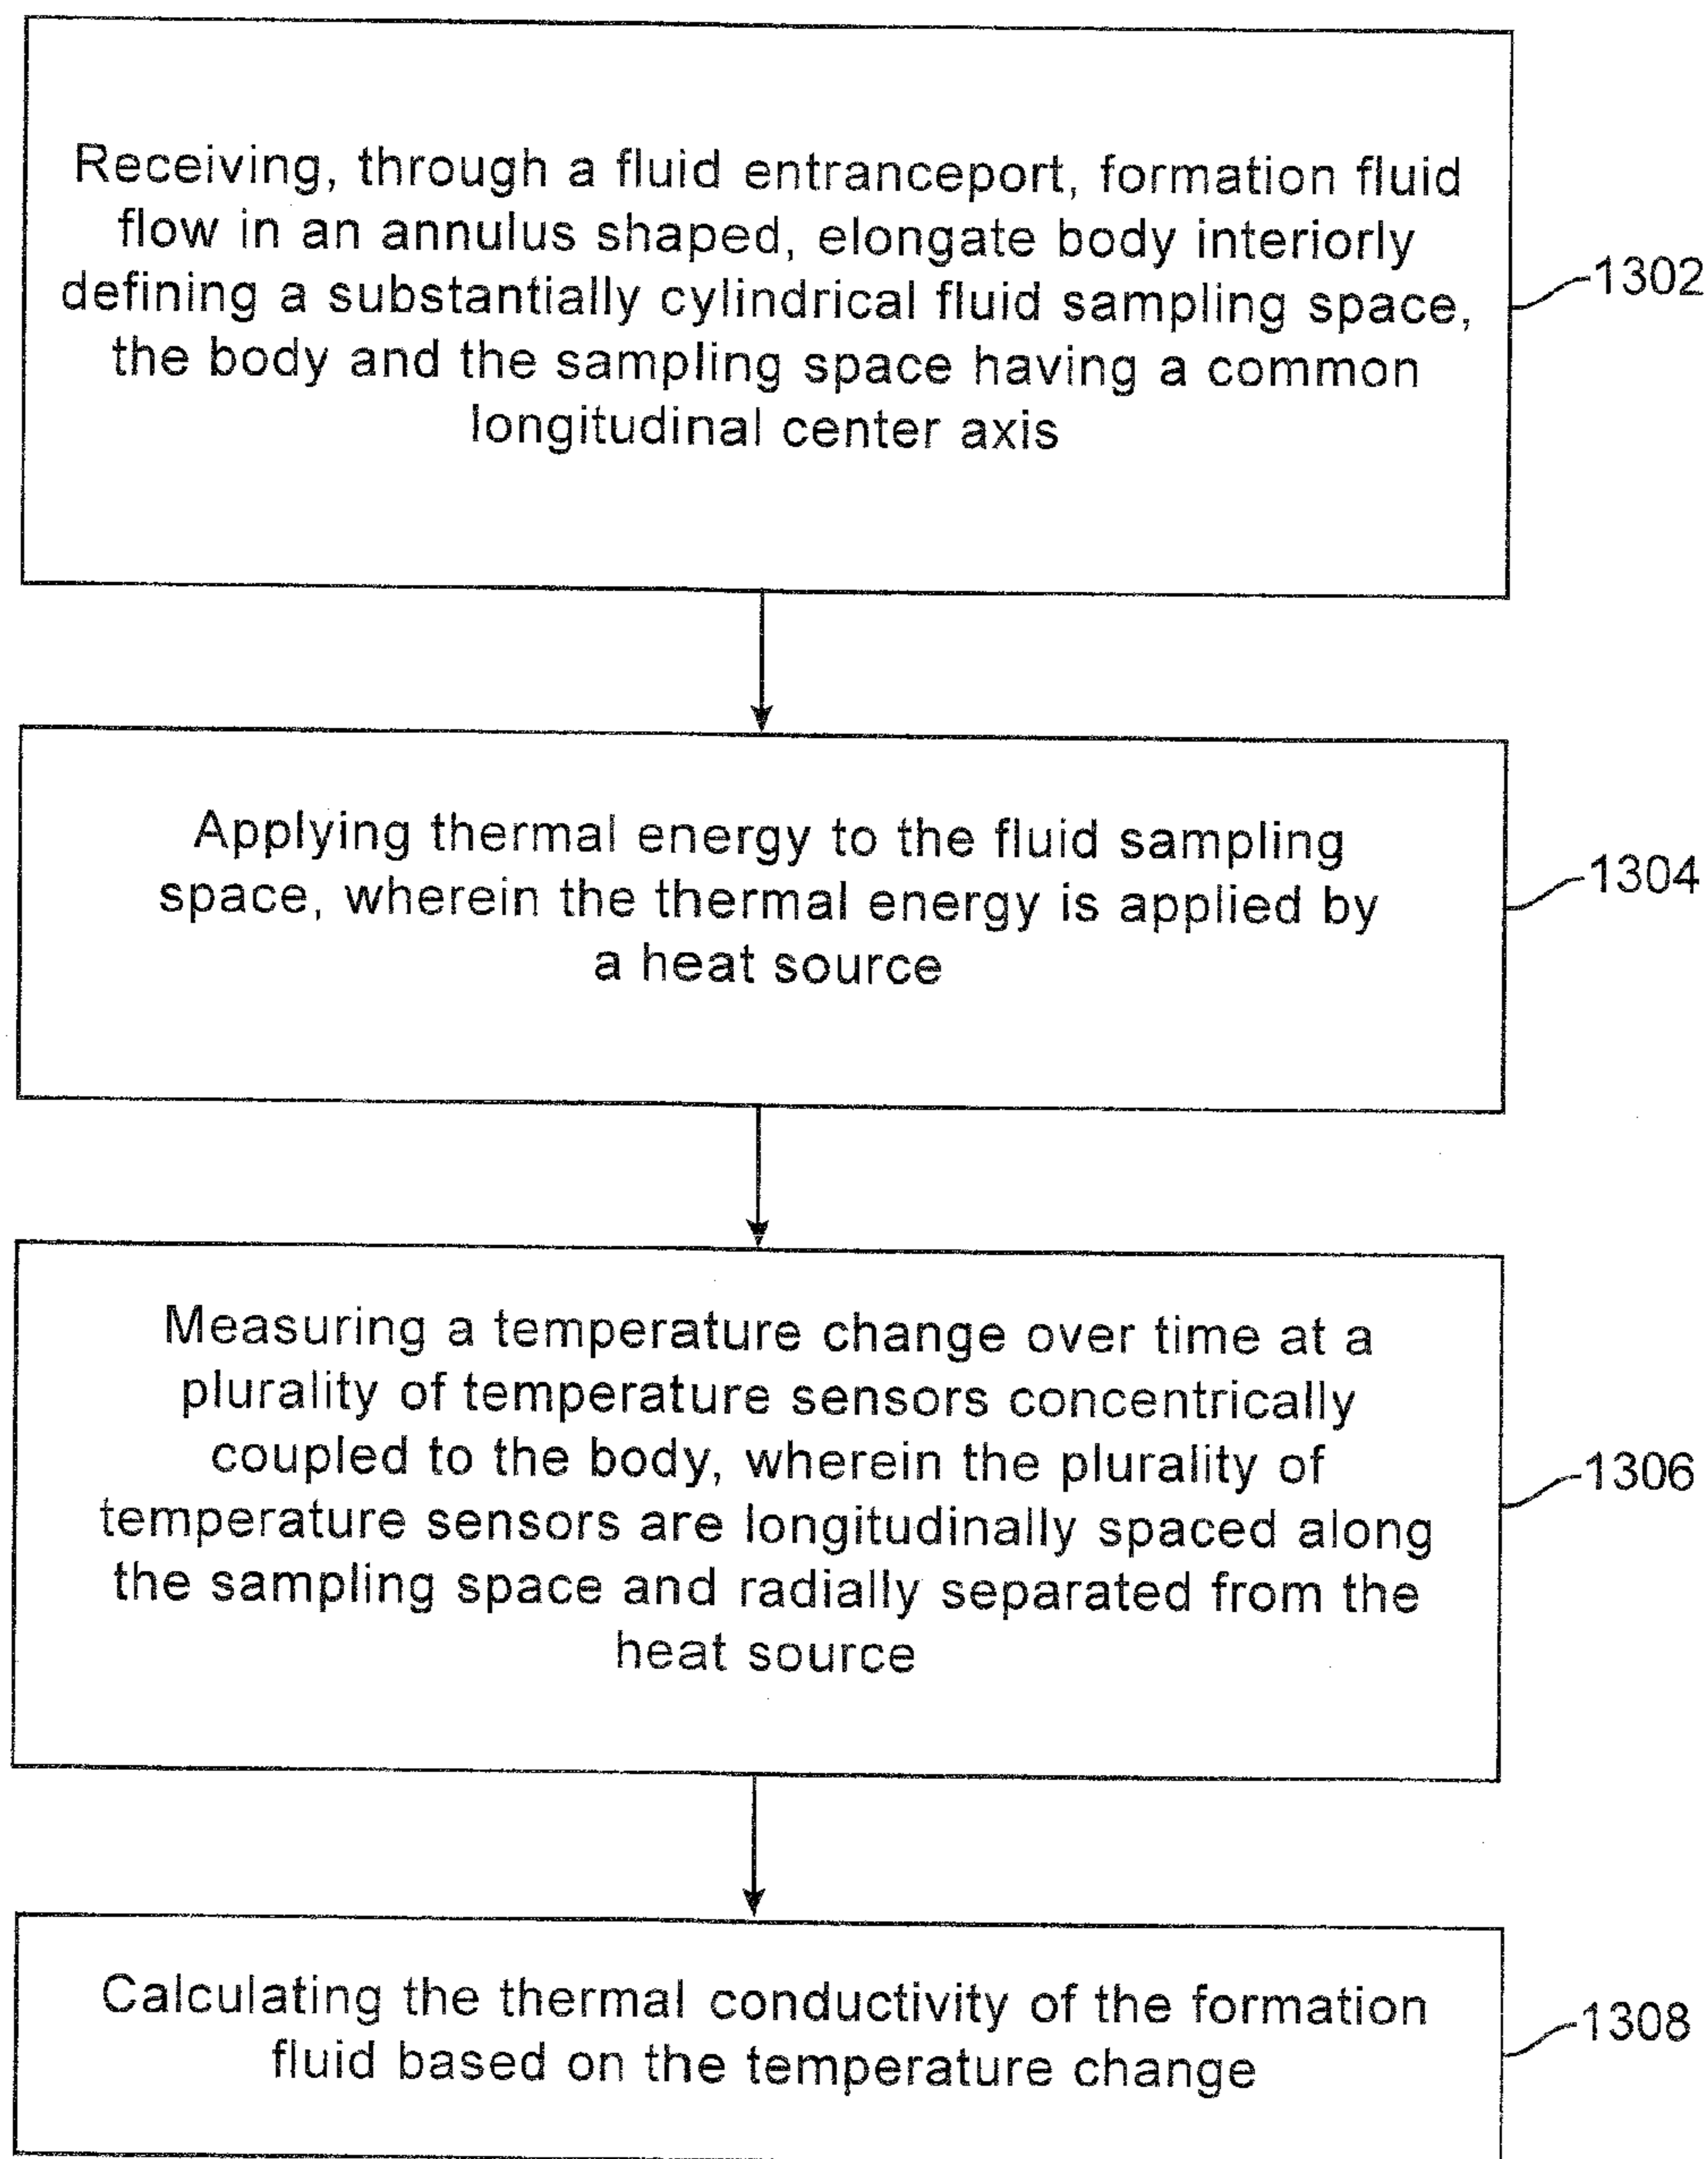 Receiving, through a fluid entranceport, formation fluid
flow in an annulus shaped, elongate body interiorly
defining a substantially cylindrical fluid sampling space,
the body and the sampling space having a common
longitudinal center axis
1302
Applying thermal energy to the fluid sampling
space, wherein the thermal energy is applied by
a heat source
1304
Measuring a temperature change over time at a
plurality of temperature sensors concentrically
coupled to the body, wherein the plurality of
temperature sensors are longitudinally spaced along
the sampling space and radially separated from the
heat source
1306
Calculating the thermal conductivity of the formation
fluid based on the temperature change
1308